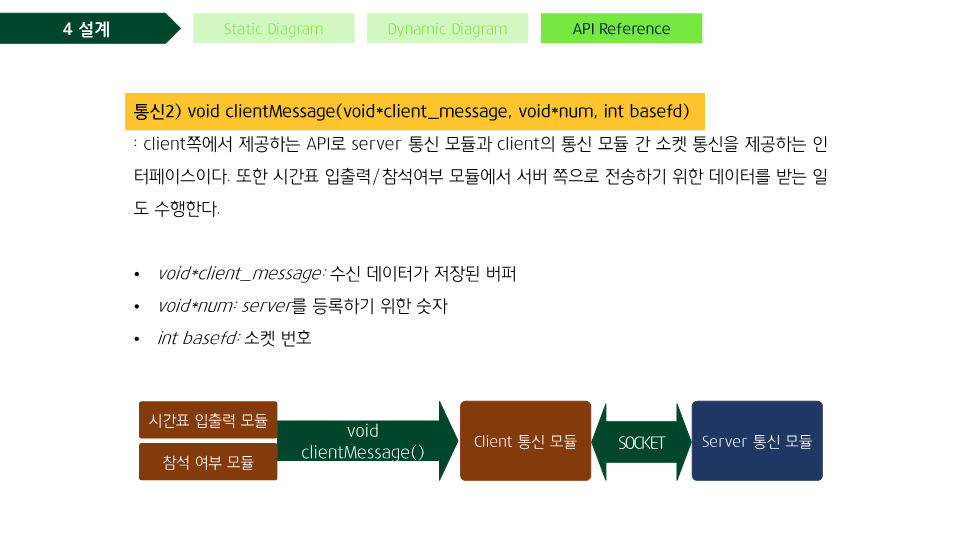 4 설계
Static Diagram
Dynamic Diagram
API Reference
통신2) void clientMessage(void*client_message, void*num, int basefd)
: client쪽에서 제공하는 API로 server 통신 모듈과 client의 통신 모듈 간 소켓 통신을 제공하는 인
터페이스이다. 또한 시간표 입출력/참석여부 모듈에서 서버 쪽으로 전송하기 위한 데이터를 받는 일
도 수행한다.
• void*client_message: 수신 데이터가 저장된 버퍼
• void*num: server를 등록하기 위한 숫자
• int basefd: 소켓 번호
시간표 입출력 모듈
참석 여부 모듈
void
clientMessage()
Client 통신 모듈
SOCKET
Server 통신 모듈